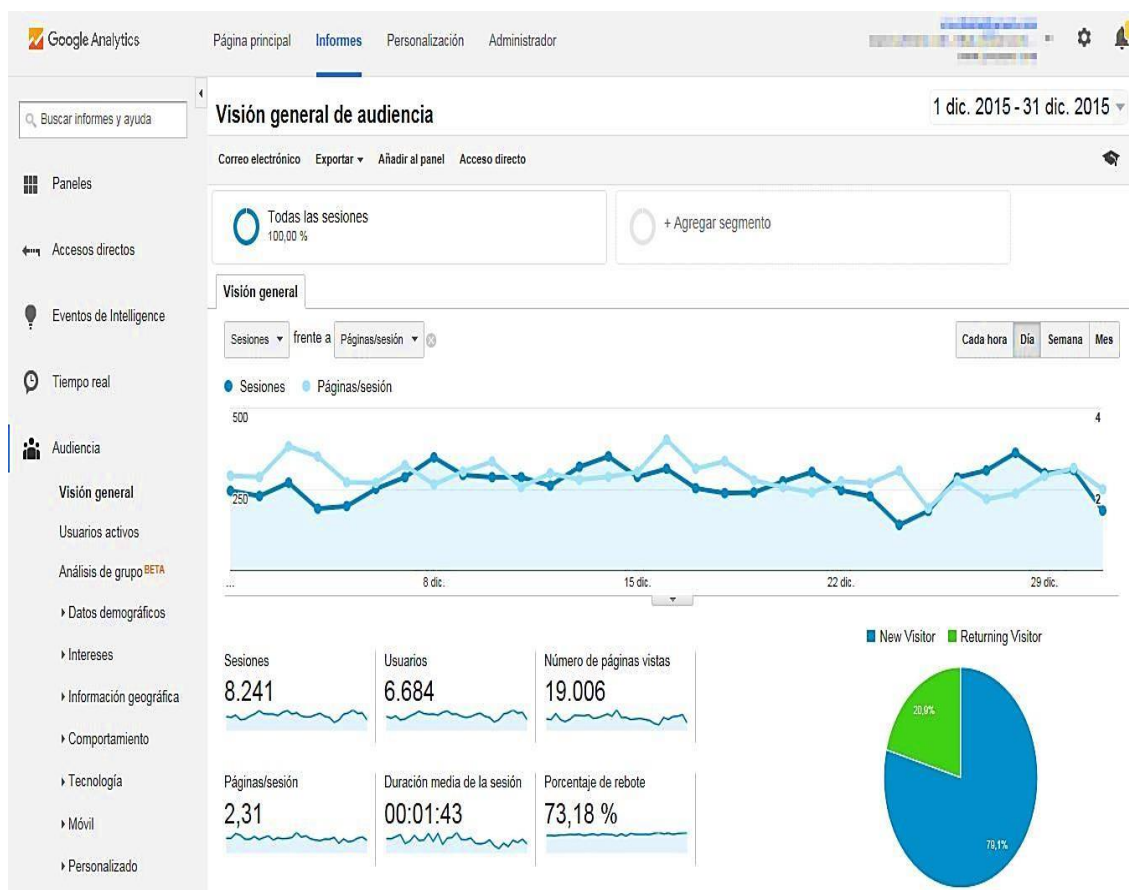 Google Analytics
Página principal
Informes
Personalización
Administrador
Buscar informes y ayuda
Paneles
Accesos directos
Eventos de Intelligence
Tiempo real
Audiencia
Visión general
Usuarios activos
Análisis de grupo BETA
Datos demográficos
Intereses
Información geográfica
Comportamiento
Tecnología
Móvil
Personalizado
Visión general de audiencia
1 dic. 2015 - 31 dic. 2015
Correo electrónico
Exportar
Añadir al panel
Acceso directo
Todas las sesiones
100,00 %
+ Agregar segmento
Visión general
Sesiones frente a Páginas/sesión
Cada hora
Día
Semana
Mes
Sesiones
Páginas/sesión
500
4
250
2
...
8 dic.
15 dic.
22 dic.
29 dic.
Sesiones
8.241
Usuarios
6.684
Número de páginas vistas
19.006
Páginas/sesión
2,31
Duración media de la sesión
00:01:43
Porcentaje de rebote
73,18 %
New Visitor
Returning Visitor
20,9%
79,1%